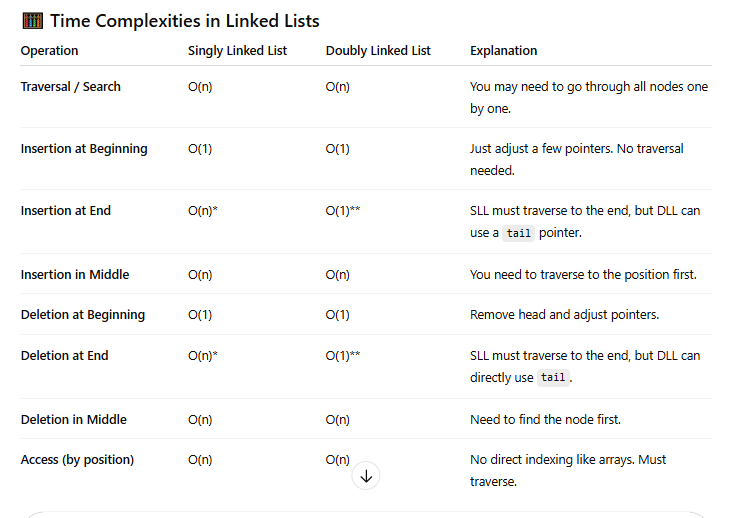 🧮 Time Complexities in Linked Lists
Operation Singly Linked List Doubly Linked List Explanation
Traversal / Search O(n) O(n) You may need to go through all nodes one
by one.
Insertion at Beginning O(1) O(1) Just adjust a few pointers. No traversal
needed.
Insertion at End O(n)* O(1)** SLL must traverse to the end, but DLL can
use a tail pointer.
Insertion in Middle O(n) O(n) You need to traverse to the position first.
Deletion at Beginning O(1) O(1) Remove head and adjust pointers.
Deletion at End O(n)* O(1)** SLL must traverse to the end, but DLL can
directly use tail.
Deletion in Middle O(n) O(n) Need to find the node first.
Access (by position) O(n) O(n) No direct indexing like arrays. Must
traverse.